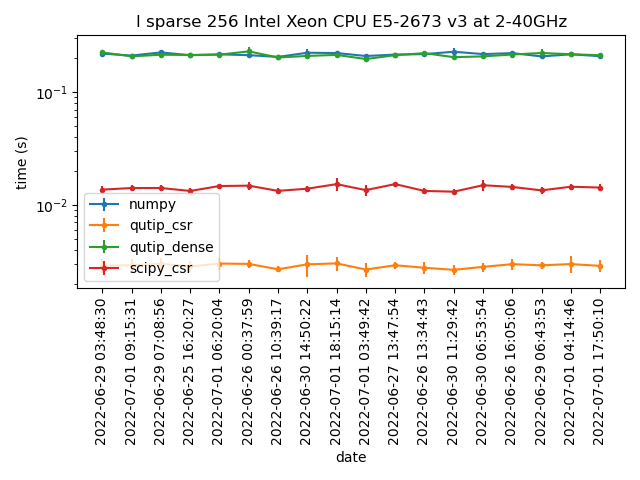 l sparse 256 Intel Xeon CPU E5-2673 v3 at 2-40GHz
time (s)
10⁻¹
10⁻²
numpy
qutip_csr
qutip_dense
scipy_csr
2022-06-29 03:48:30
2022-07-01 09:15:31
2022-06-29 07:08:56
2022-06-25 16:20:27
2022-07-01 06:20:04
2022-06-26 00:37:59
2022-06-26 10:39:17
2022-06-30 14:50:22
2022-07-01 18:15:14
2022-07-01 03:49:42
2022-06-27 13:47:54
2022-06-26 13:34:43
2022-06-30 11:29:42
2022-06-30 06:53:54
2022-06-26 16:05:06
2022-06-29 06:43:53
2022-07-01 04:14:46
2022-07-01 17:50:10
date